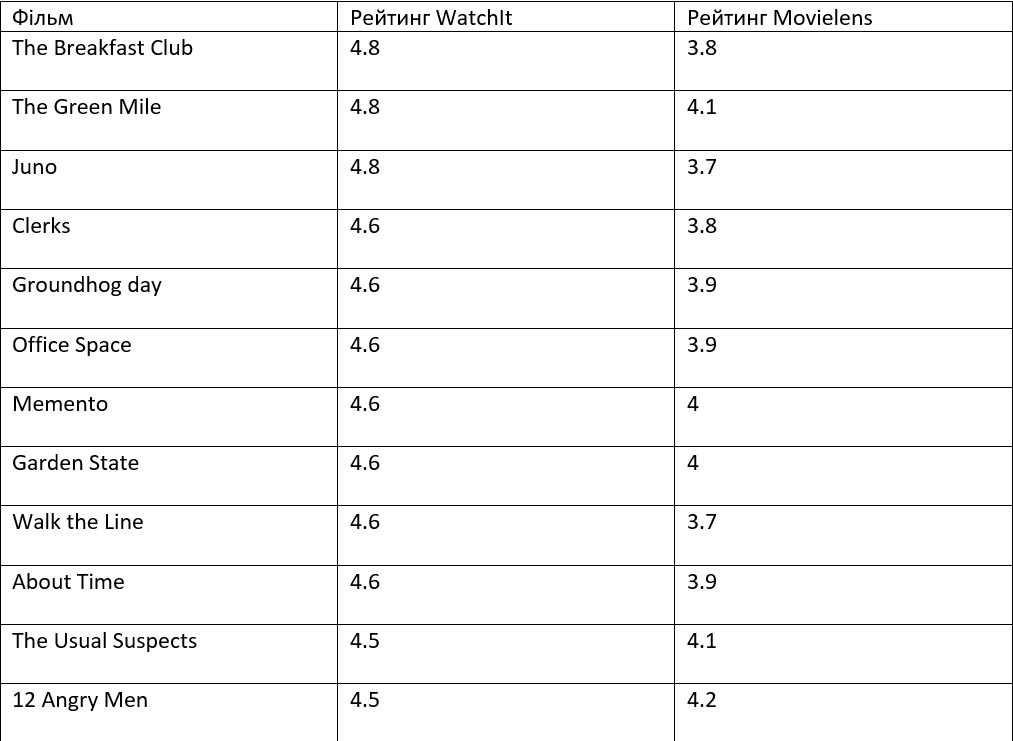 Фільм Рейтинг WatchIt Рейтинг Movielens
The Breakfast Club 4.8 3.8
The Green Mile 4.8 4.1
Juno 4.8 3.7
Clerks 4.6 3.8
Groundhog day 4.6 3.9
Office Space 4.6 3.9
Memento 4.6 4
Garden State 4.6 4
Walk the Line 4.6 3.7
About Time 4.6 3.9
The Usual Suspects 4.5 4.1
12 Angry Men 4.5 4.2